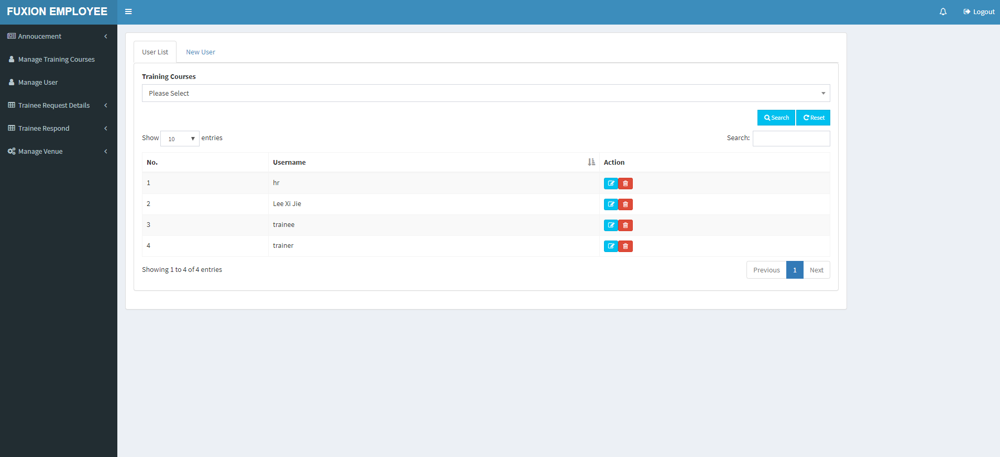 FUXION EMPLOYEE
Logout
Annoucement
Manage Training Courses
Manage User
Trainee Request Details
Trainee Respond
Manage Venue
User List
New User
Training Courses
Please Select
Search
Reset
Show 10 entries
Search:
No. Username Action
1 hr
2 Lee Xi Jie
3 trainee
4 trainer
Showing 1 to 4 of 4 entries
Previous 1 Next